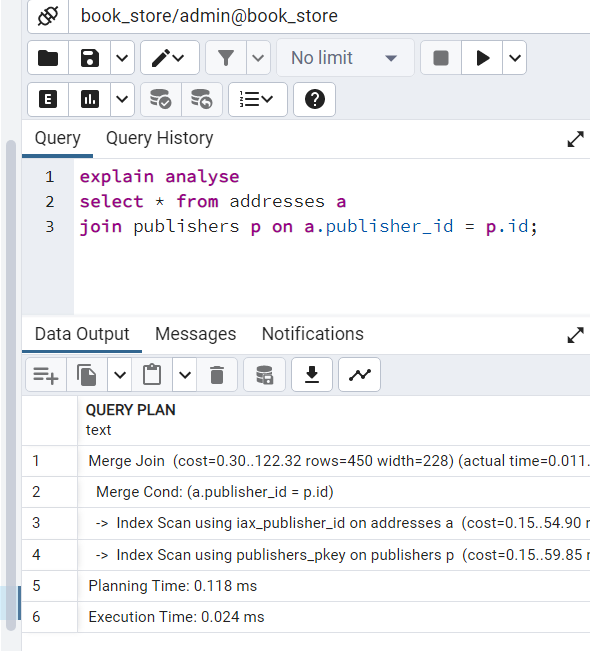 book_store/admin@book_store
No limit
E
Query Query History
1 explain analyse
2 select * from addresses a
3 join publishers p on a.publisher_id = p.id;
Data Output Messages Notifications
QUERY PLAN
text
1 Merge Join (cost=0.30..122.32 rows=450 width=228) (actual time=0.011.
2 Merge Cond: (a.publisher_id = p.id)
3 -> Index Scan using iax_publisher_id on addresses a (cost=0.15..54.90 r
4 -> Index Scan using publishers_pkey on publishers p (cost=0.15..59.85 r
5 Planning Time: 0.118 ms
6 Execution Time: 0.024 ms